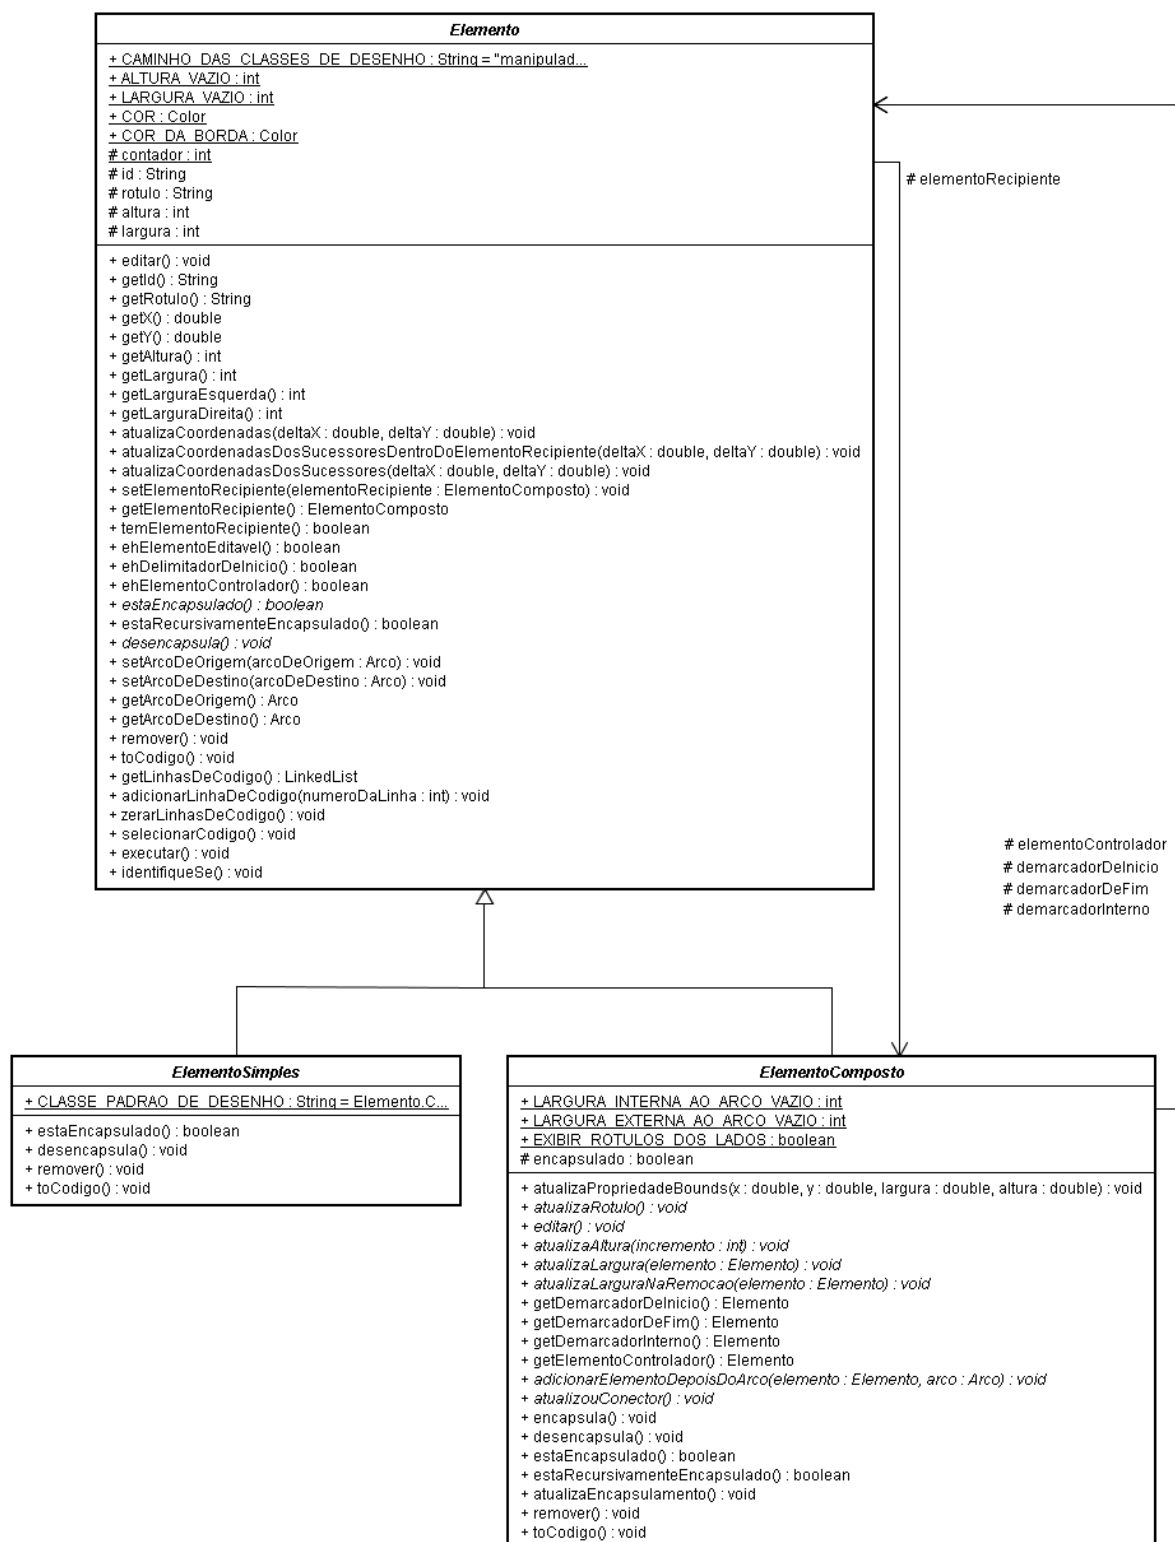 Elemento
+ CAMINHO_DAS_CLASSES_DE_DESENHO : String = "manipulad...
+ ALTURA_VAZIO : int
+ LARGURA_VAZIO : int
+ COR : Color
+ COR_DA_BORDA : Color
# contador : int
# id : String
# rotulo : String
# altura : int
# largura : int
+ editar() : void
+ getId() : String
+ getRotulo() : String
+ getX() : double
+ getY() : double
+ getAltura() : int
+ getLargura() : int
+ getLarguraEsquerda() : int
+ getLarguraDireita() : int
+ atualizaCoordenadas(deltaX : double, deltaY : double) : void
+ atualizaCoordenadasDosSucessoresDentroDoElementoRecipiente(deltaX : double, deltaY : double) : void
+ atualizaCoordenadasDosSucessores(deltaX : double, deltaY : double) : void
+ setElementoRecipiente(elementoRecipiente : ElementoComposto) : void
+ getElementoRecipiente() : ElementoComposto
+ temElementoRecipiente() : boolean
+ ehElementoEditavel() : boolean
+ ehDelimitadorDeInicio() : boolean
+ ehElementoControlador() : boolean
+ estaEncapsulado() : boolean
+ estaRecursivamenteEncapsulado() : boolean
+ desencapsula() : void
+ setArcoDeOrigem(arcoDeOrigem : Arco) : void
+ setArcoDeDestino(arcoDeDestino : Arco) : void
+ getArcoDeOrigem() : Arco
+ getArcoDeDestino() : Arco
+ remover() : void
+ toCodigo() : void
+ getLinhasDeCodigo() : LinkedList
+ adicionarLinhaDeCodigo(numeroDaLinha : int) : void
+ zerarLinhasDeCodigo() : void
+ selecionarCodigo() : void
+ executar() : void
+ identifiqueSe() : void
# elementoRecipiente
# elementoControlador
# demarcadorDeInicio
# demarcadorDeFim
# demarcadorInterno
ElementoSimples
+ CLASSE_PADRAO_DE_DESENHO : String = Elemento.C...
+ estaEncapsulado() : boolean
+ desencapsula() : void
+ remover() : void
+ toCodigo() : void
ElementoComposto
+ LARGURA_INTERNA_AO_ARCO_VAZIO : int
+ LARGURA_EXTERNA_AO_ARCO_VAZIO : int
+ EXIBIR_ROTULOS_DOS_LADOS : boolean
# encapsulado : boolean
+ atualizaPropriedadeBounds(x : double, y : double, largura : double, altura : double) : void
+ atualizaRotulo() : void
+ editar() : void
+ atualizaAltura(incremento : int) : void
+ atualizaLargura(elemento : Elemento) : void
+ atualizaLarguraNaRemocao(elemento : Elemento) : void
+ getDemarcadorDeInicio() : Elemento
+ getDemarcadorDeFim() : Elemento
+ getDemarcadorInterno() : Elemento
+ getElementoControlador() : Elemento
+ adicionarElementoDepoisDoArco(elemento : Elemento, arco : Arco) : void
+ atualizouConector() : void
+ encapsula() : void
+ desencapsula() : void
+ estaEncapsulado() : boolean
+ estaRecursivamenteEncapsulado() : boolean
+ atualizaEncapsulamento() : void
+ remover() : void
+ toCodigo() : void